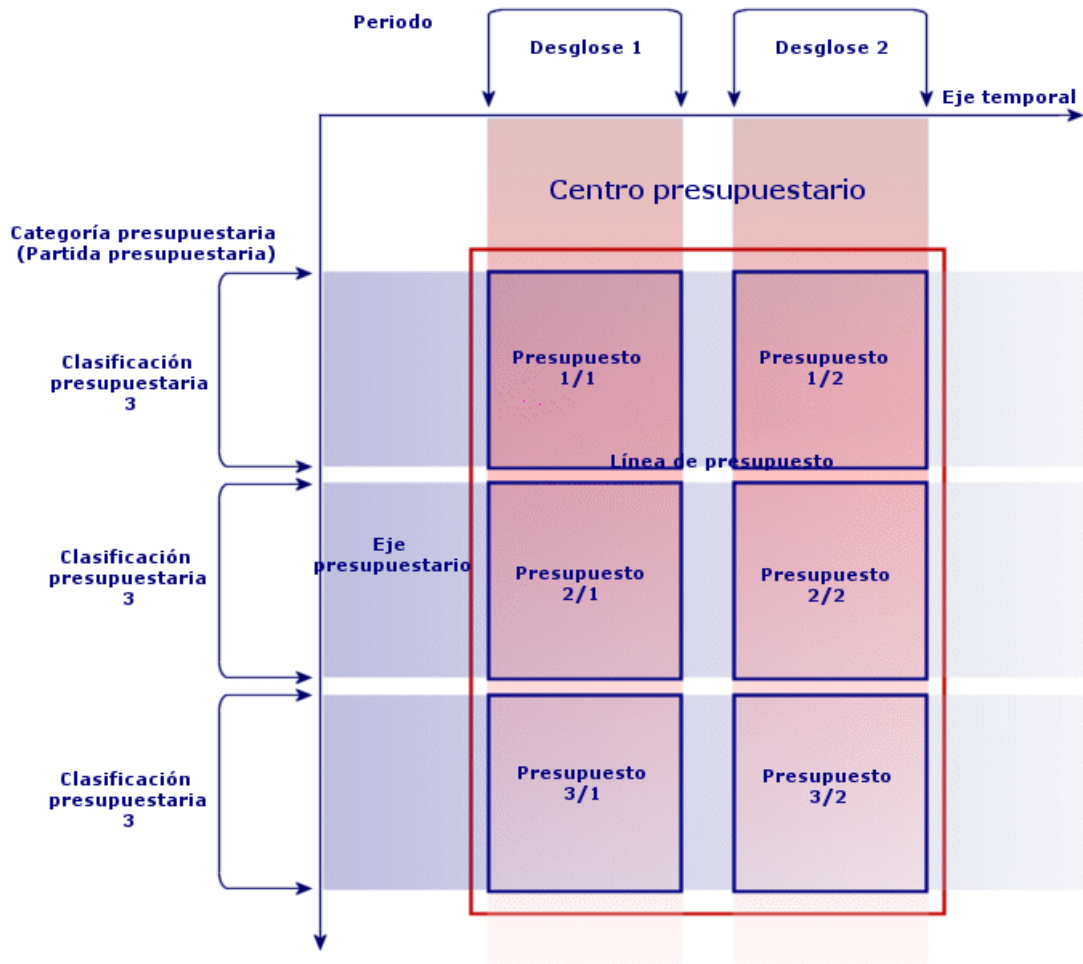 Periodo
Desglose 1
Desglose 2
Eje temporal
Centro presupuestario
Categoría presupuestaria
(Partida presupuestaria)
Clasificación
presupuestaria
3
Presupuesto
1/1
Presupuesto
1/2
Línea de presupuesto
Clasificación
presupuestaria
3
Eje
presupuestario
Presupuesto
2/1
Presupuesto
2/2
Clasificación
presupuestaria
3
Presupuesto
3/1
Presupuesto
3/2